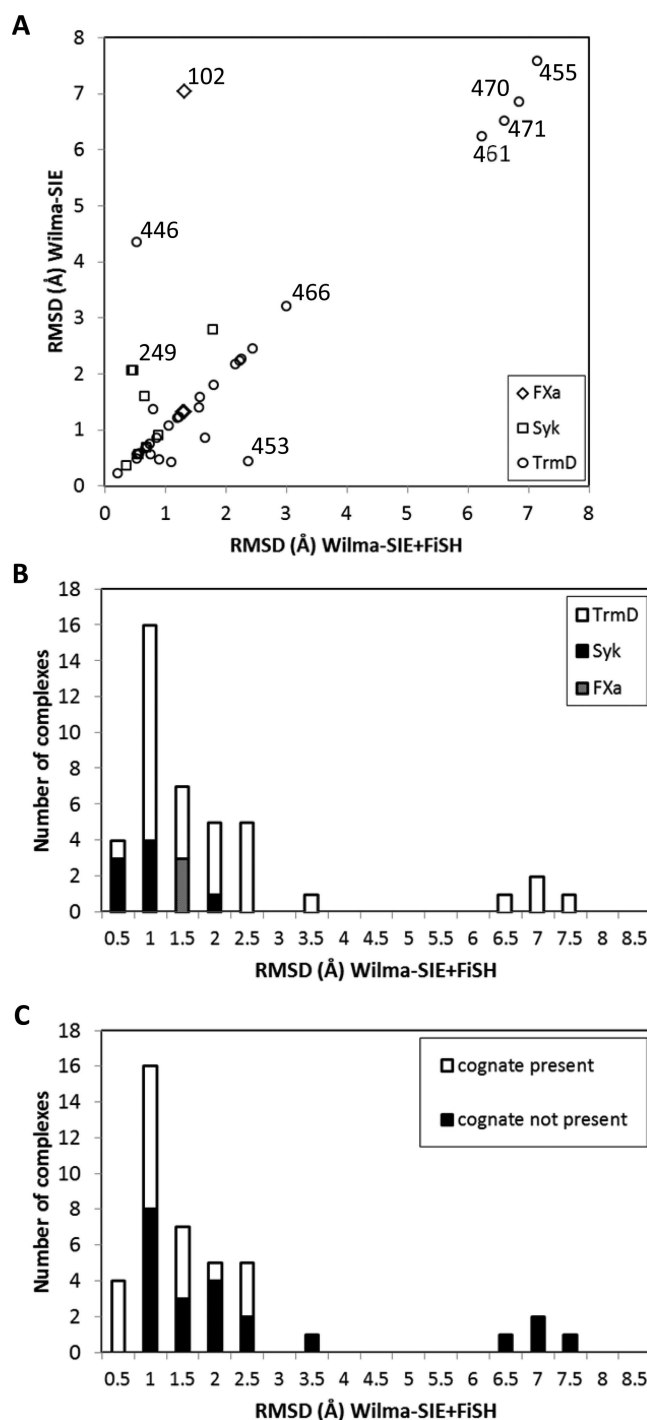 A
8
7
6
5
4
3
2
1
0
RMSD (Å) Wilma-SIE
102
455
470
471
461
446
466
249
453
FXa
Syk
TrmD
0 1 2 3 4 5 6 7 8
RMSD (Å) Wilma-SIE+FiSH
B
18
16
14
12
10
8
6
4
2
0
Number of complexes
TrmD
Syk
FXa
0.5 1 1.5 2 2.5 3 3.5 4 4.5 5 5.5 6 6.5 7 7.5 8 8.5
RMSD (Å) Wilma-SIE+FiSH
C
18
16
14
12
10
8
6
4
2
0
Number of complexes
cognate present
cognate not present
0.5 1 1.5 2 2.5 3 3.5 4 4.5 5 5.5 6 6.5 7 7.5 8 8.5
RMSD (Å) Wilma-SIE+FiSH